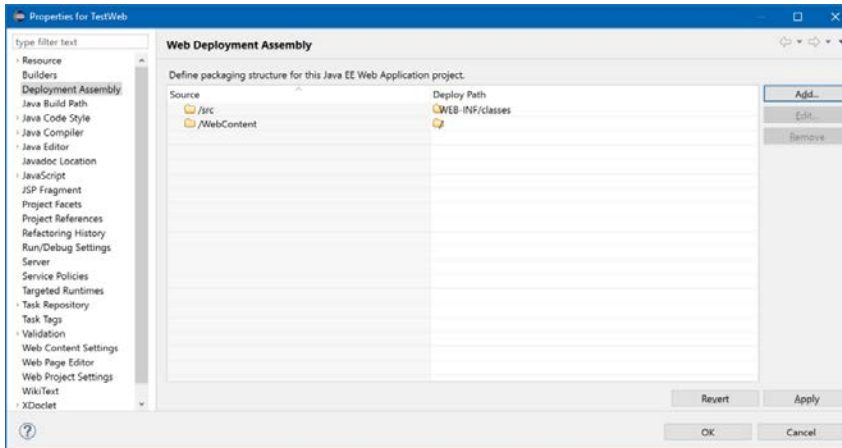 Properties for TestWeb
type filter text
Resource
Builders
Deployment Assembly
Java Build Path
Java Code Style
Java Compiler
Java Editor
Javadoc Location
JavaScript
JSP Fragment
Project Facets
Project References
Refactoring History
Run/Debug Settings
Server
Service Policies
Targeted Runtimes
Task Repository
Task Tags
Validation
Web Content Settings
Web Page Editor
Web Project Settings
WikiText
XDoclet
Web Deployment Assembly
Define packaging structure for this Java EE Web Application project.
Source Deploy Path
/src WEB-INF/classes
/WebContent /
Add...
Edit...
Remove
Revert Apply
OK Cancel